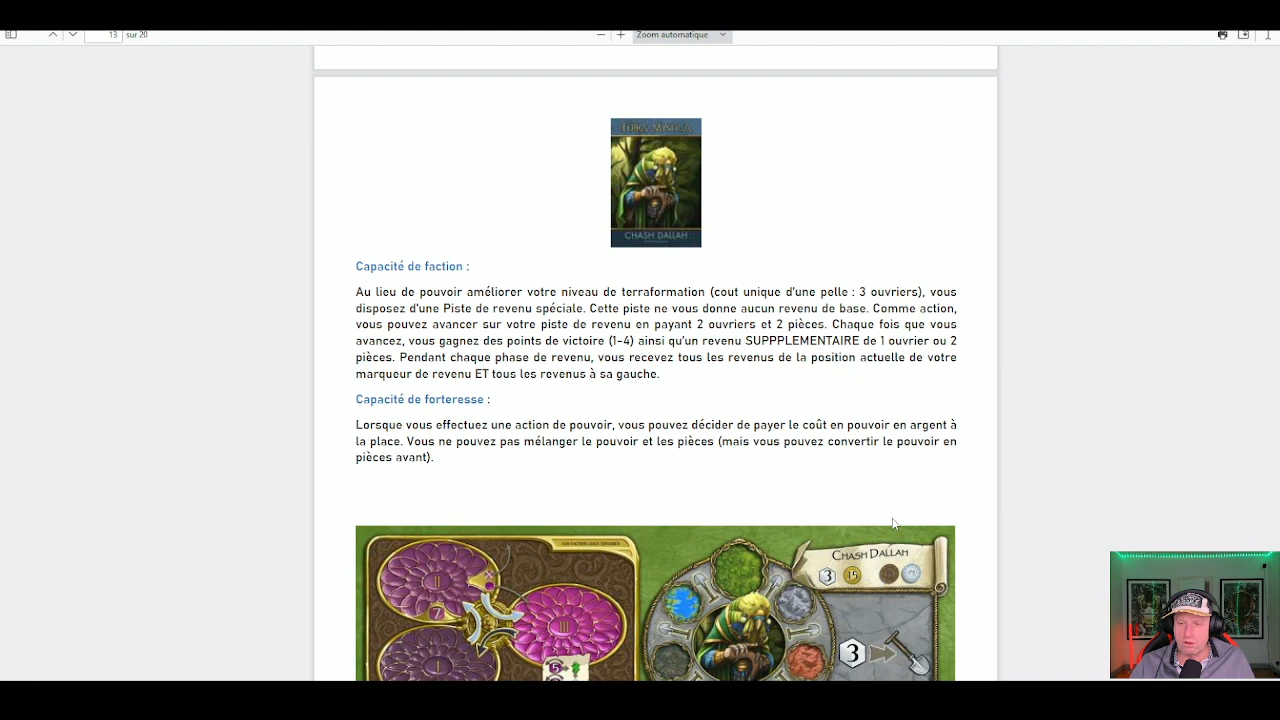 13 sur 20
Zoom automatique
TERRA MYSTICA
CHASH DALLAH
Capacité de faction :
Au lieu de pouvoir améliorer votre niveau de terraformation (cout unique d'une pelle : 3 ouvriers), vous
disposez d'une Piste de revenu spéciale. Cette piste ne vous donne aucun revenu de base. Comme action,
vous pouvez avancer sur votre piste de revenu en payant 2 ouvriers et 2 pièces. Chaque fois que vous
avancez, vous gagnez des points de victoire (1-4) ainsi qu'un revenu SUPPPLEMENTAIRE de 1 ouvrier ou 2
pièces. Pendant chaque phase de revenu, vous recevez tous les revenus de la position actuelle de votre
marqueur de revenu ET tous les revenus à sa gauche.
Capacité de forteresse :
Lorsque vous effectuez une action de pouvoir, vous pouvez décider de payer le coût en pouvoir en argent à
la place. Vous ne pouvez pas mélanger le pouvoir et les pièces (mais vous pouvez convertir le pouvoir en
pièces avant).
CHASH DALLAH
3 15
II
7
III
I
5
3